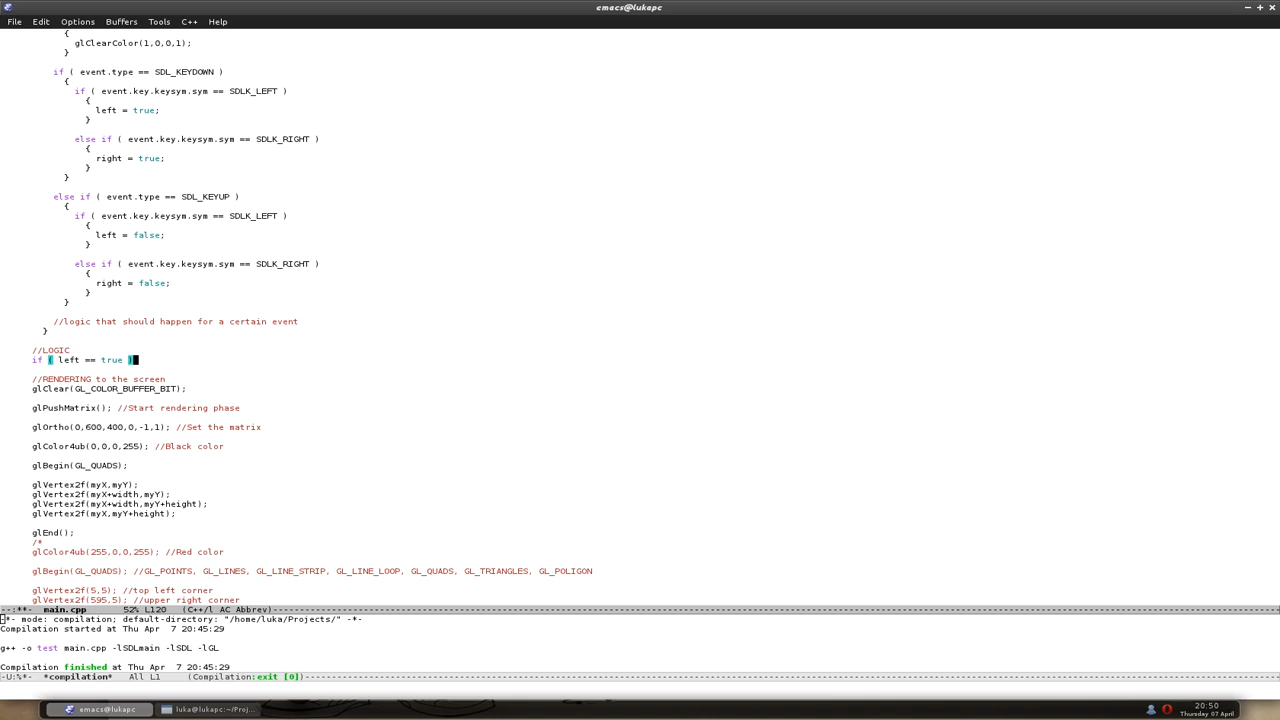 emacs@lukapc
File Edit Options Buffers Tools C++ Help
{
glClearColor(1,0,0,1);
}
if ( event.type == SDL_KEYDOWN )
{
if ( event.key.keysym.sym == SDLK_LEFT )
{
left = true;
}
else if ( event.key.keysym.sym == SDLK_RIGHT )
{
right = true;
}
}
else if ( event.type == SDL_KEYUP )
{
if ( event.key.keysym.sym == SDLK_LEFT )
{
left = false;
}
else if ( event.key.keysym.sym == SDLK_RIGHT )
{
right = false;
}
}
//logic that should happen for a certain event
}
//LOGIC
if ( left == true )
//RENDERING to the screen
glClear(GL_COLOR_BUFFER_BIT);
glPushMatrix(); //Start rendering phase
glOrtho(0,600,400,0,-1,1); //Set the matrix
glColor4ub(0,0,0,255); //Black color
glBegin(GL_QUADS);
glVertex2f(myX,myY);
glVertex2f(myX+width,myY);
glVertex2f(myX+width,myY+height);
glVertex2f(myX,myY+height);
glEnd();
/*
glColor4ub(255,0,0,255); //Red color
glBegin(GL_QUADS); //GL_POINTS, GL_LINES, GL_LINE_STRIP, GL_LINE_LOOP, GL_QUADS, GL_TRIANGLES, GL_POLIGON
glVertex2f(5,5); //top left corner
glVertex2f(595,5); //upper right corner
--:**- main.cpp 52% L120 (C++/l AC Abbrev)
-*- mode: compilation; default-directory: "/home/luka/Projects/" -*-
Compilation started at Thu Apr 7 20:45:29
g++ -o test main.cpp -lSDLmain -lSDL -lGL
Compilation finished at Thu Apr 7 20:45:29
-U:%*- *compilation* All L1 (Compilation:exit [0])
emacs@lukapc luka@lukapc:~/Proj... 20:50
Thursday 07 April